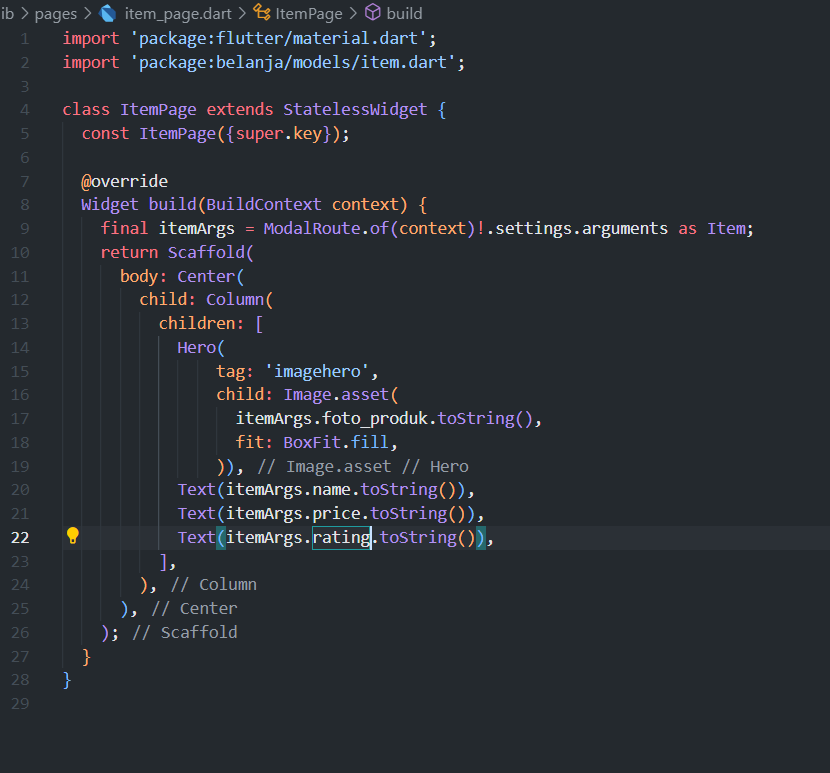 ib > pages > item_page.dart > ItemPage > build
1 import 'package:flutter/material.dart';
2 import 'package:belanja/models/item.dart';
3
4 class ItemPage extends StatelessWidget {
5   const ItemPage({super.key});
6
7   @override
8   Widget build(BuildContext context) {
9     final itemArgs = ModalRoute.of(context)!.settings.arguments as Item;
10     return Scaffold(
11       body: Center(
12         child: Column(
13           children: [
14             Hero(
15                 tag: 'imagehero',
16                 child: Image.asset(
17                   itemArgs.foto_produk.toString(),
18                   fit: BoxFit.fill,
19                 )), // Image.asset // Hero
20             Text(itemArgs.name.toString()),
21             Text(itemArgs.price.toString()),
22             Text(itemArgs.rating.toString()),
23           ],
24         ), // Column
25       ), // Center
26     ); // Scaffold
27   }
28 }
29